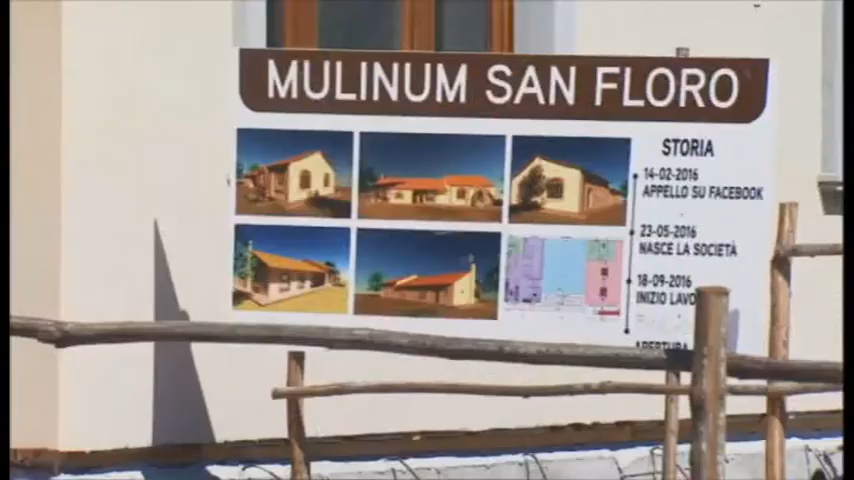 MULINUM SAN FLORO
STORIA
14-02-2016
APPELLO SU FACEBOOK
23-05-2016
NASCE LA SOCIETÀ
18-09-2016
INIZIO LAVO
APERTURA